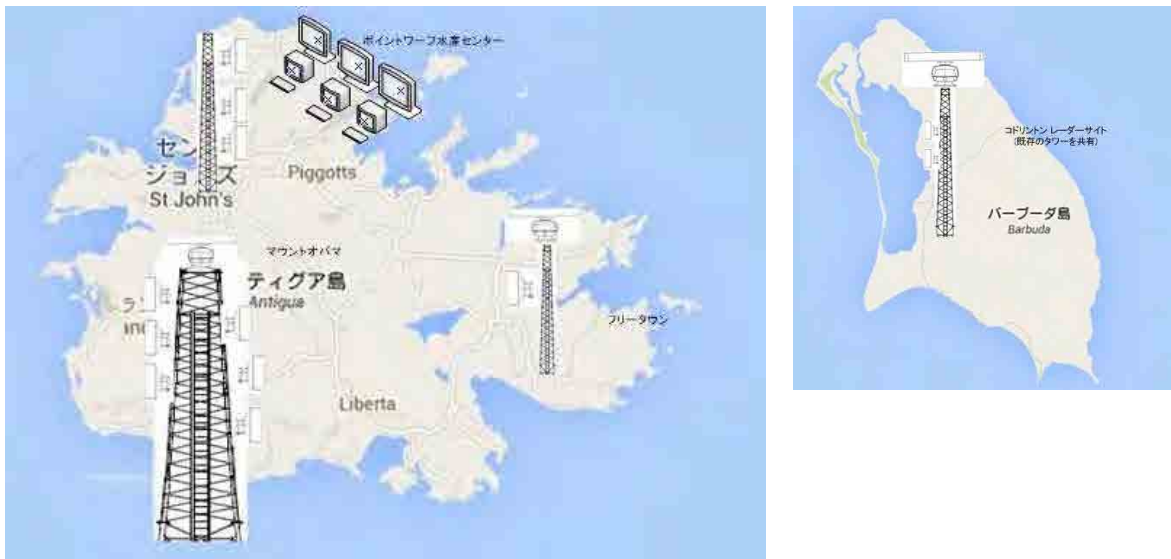 ポイントワーフ水産センター
セン
ジョ ズ
St John's
Piggotts
マウントオバマ
ティグア島
Antigua
ラン
フリータウン
Liberta
コドリントン レーダーサイト
(既存のタワーを共有)
バーブーダ島
Barbuda